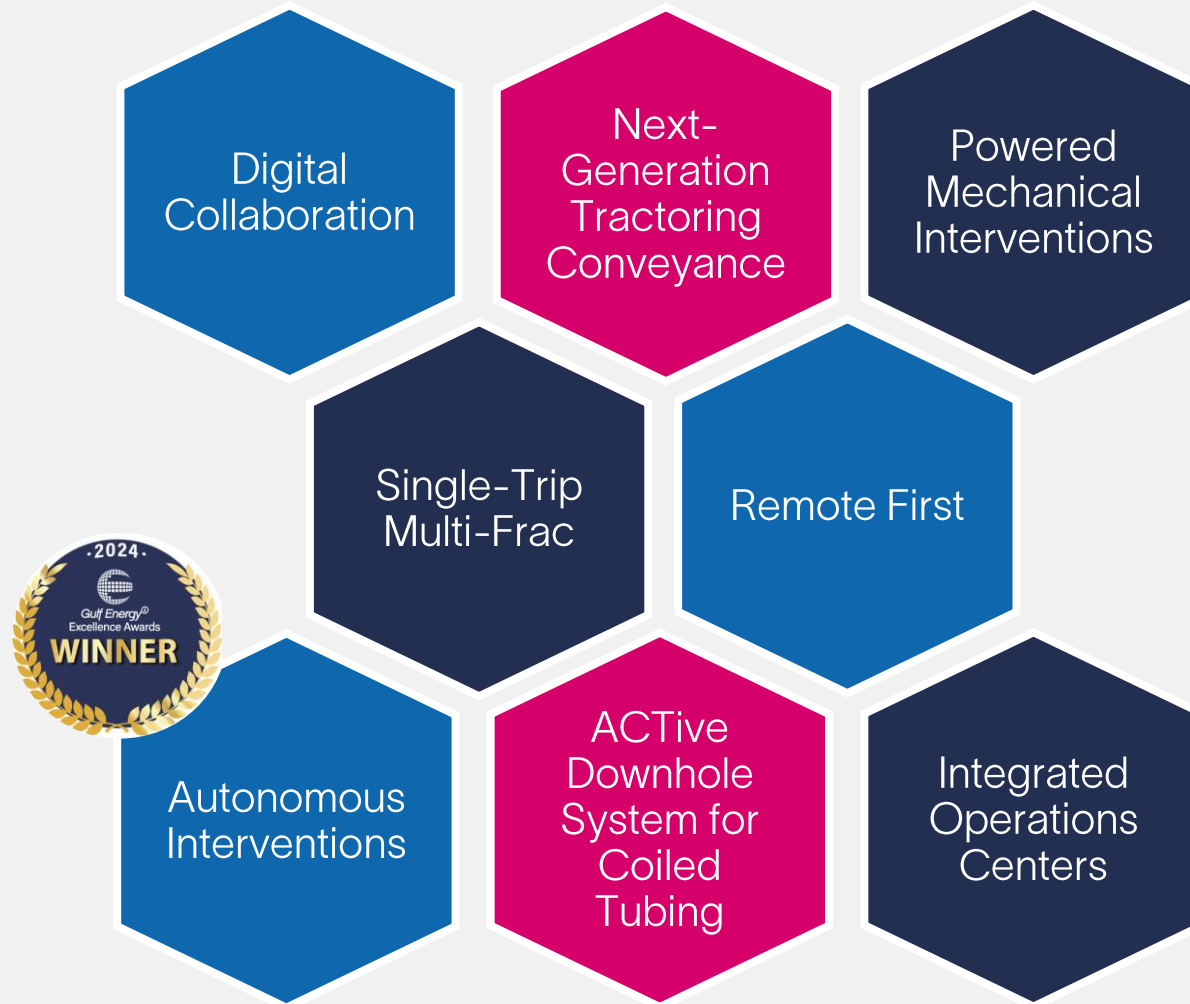 Digital
Collaboration
Next-
Generation
Tractoring
Conveyance
Powered
Mechanical
Interventions
Single-Trip
Multi-Frac
Remote First
·2024·
Gulf Energyⁱ
Excellence Awards
WINNER
Autonomous
Interventions
ACTive
Downhole
System for
Coiled
Tubing
Integrated
Operations
Centers